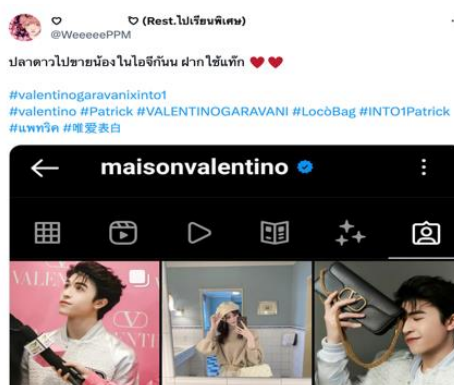 (Rest.ไปเรียนพิเศษ)
@WeeeeePPM
ปลาดาวไปขายน้องในไอจีกันน ฝากใช้แท๊ก
#valentinogaravanixinto1
#valentino #Patrick #VALENTINOGARAVANI #LocòBag #INTO1Patrick
#แพทริค #唯爱表白
maisonvalentino
VALEN
VALENTI